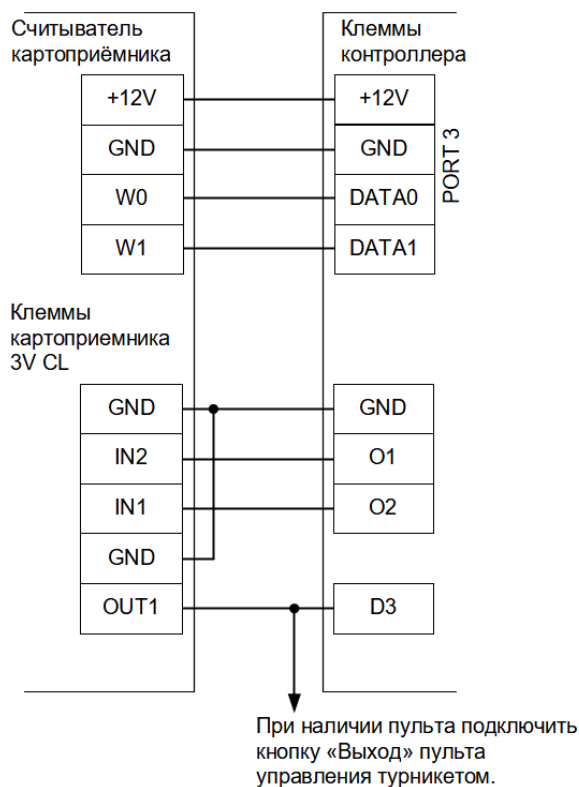 Считыватель
картоприёмника
Клеммы
контроллера
+12V
+12V
GND
GND
W0
DATA0
W1
DATA1
PORT 3
Клеммы
картоприемника
3V CL
GND
GND
IN2
O1
IN1
O2
GND
OUT1
D3
При наличии пульта подключить
кнопку «Выход» пульта
управления турникетом.